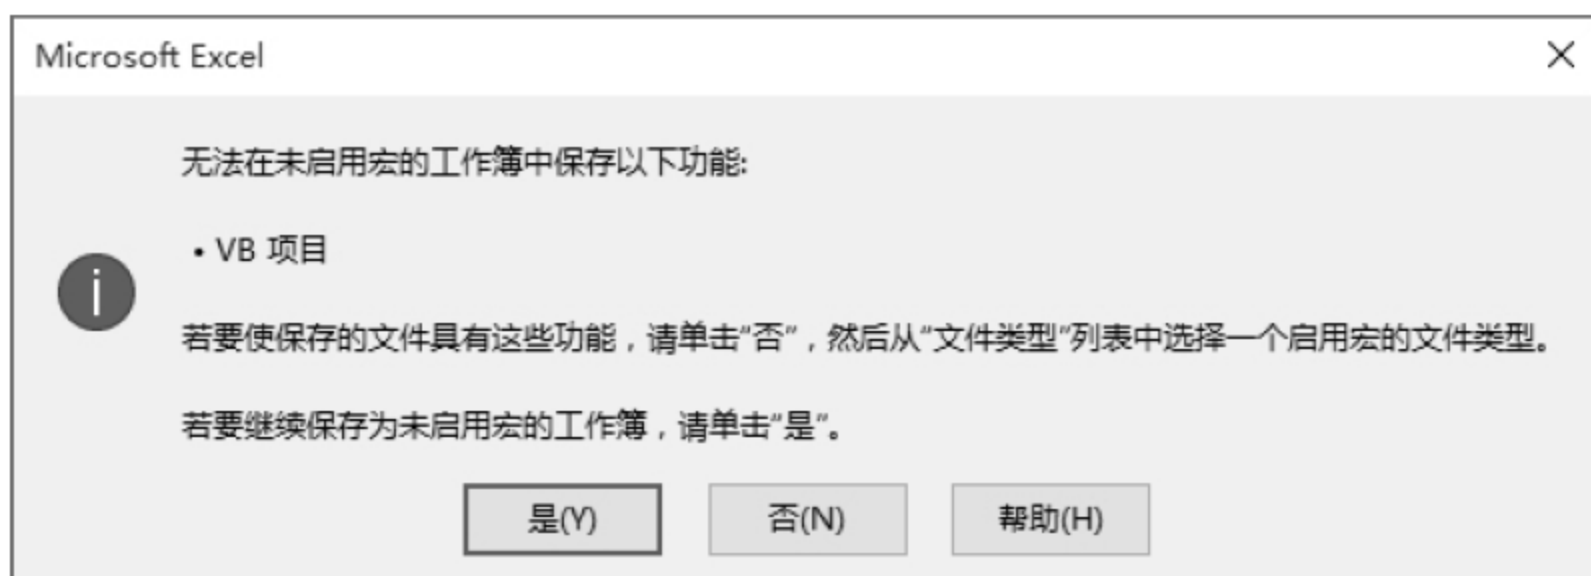 Microsoft Excel
无法在未启用宏的工作簿中保存以下功能:
• VB 项目
若要使保存的文件具有这些功能，请单击“否”，然后从“文件类型”列表中选择一个启用宏的文件类型。
若要继续保存为未启用宏的工作簿，请单击“是”。
是(Y) 否(N) 帮助(H)